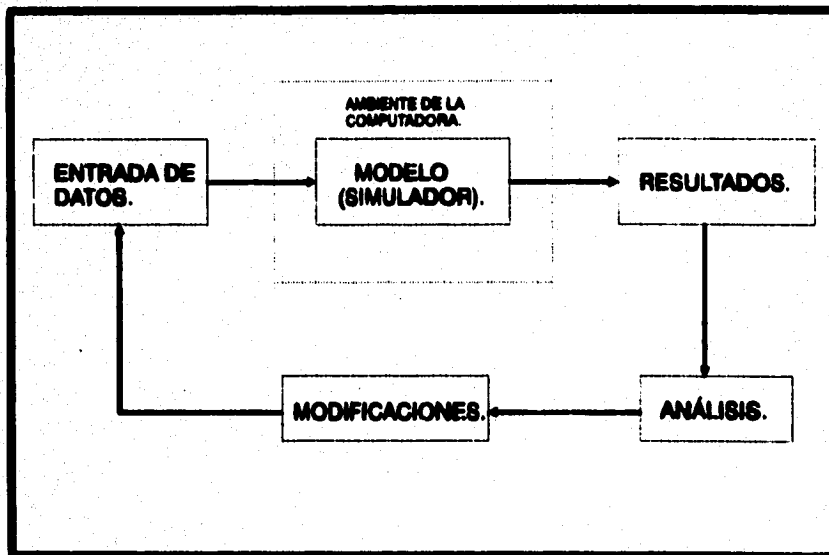 AMBIENTE DE LA
COMPUTADORA.
ENTRADA DE
DATOS.
MODELO
(SIMULADOR).
RESULTADOS.
MODIFICACIONES.
ANÁLISIS.